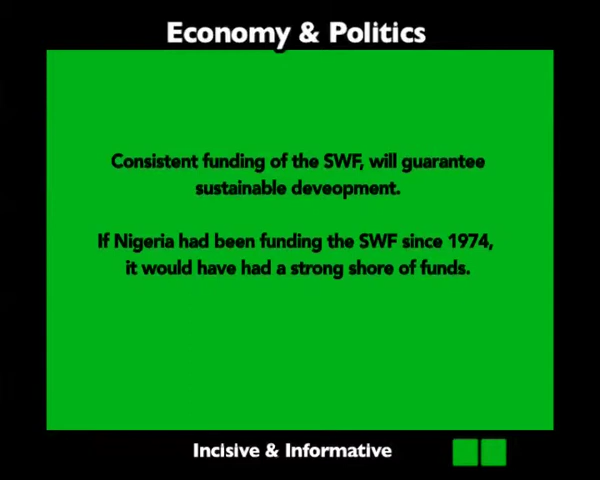 Economy & Politics
Consistent funding of the SWF, will guarantee
sustainable deveopment.
If Nigeria had been funding the SWF since 1974,
it would have had a strong shore of funds.
Incisive & Informative